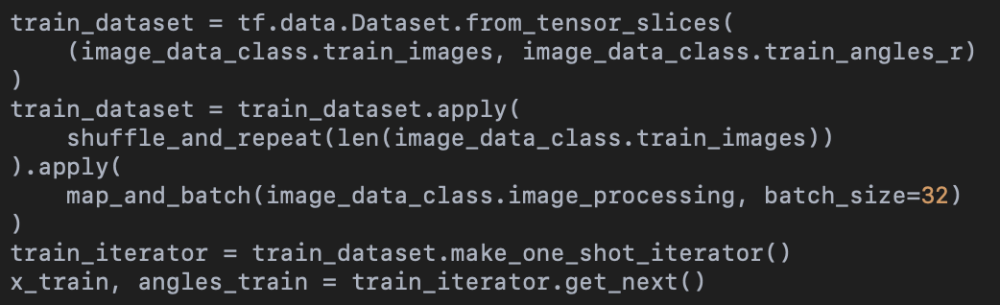 train_dataset = tf.data.Dataset.from_tensor_slices(
    (image_data_class.train_images, image_data_class.train_angles_r)
)
train_dataset = train_dataset.apply(
    shuffle_and_repeat(len(image_data_class.train_images))
).apply(
    map_and_batch(image_data_class.image_processing, batch_size=32)
)
train_iterator = train_dataset.make_one_shot_iterator()
x_train, angles_train = train_iterator.get_next()